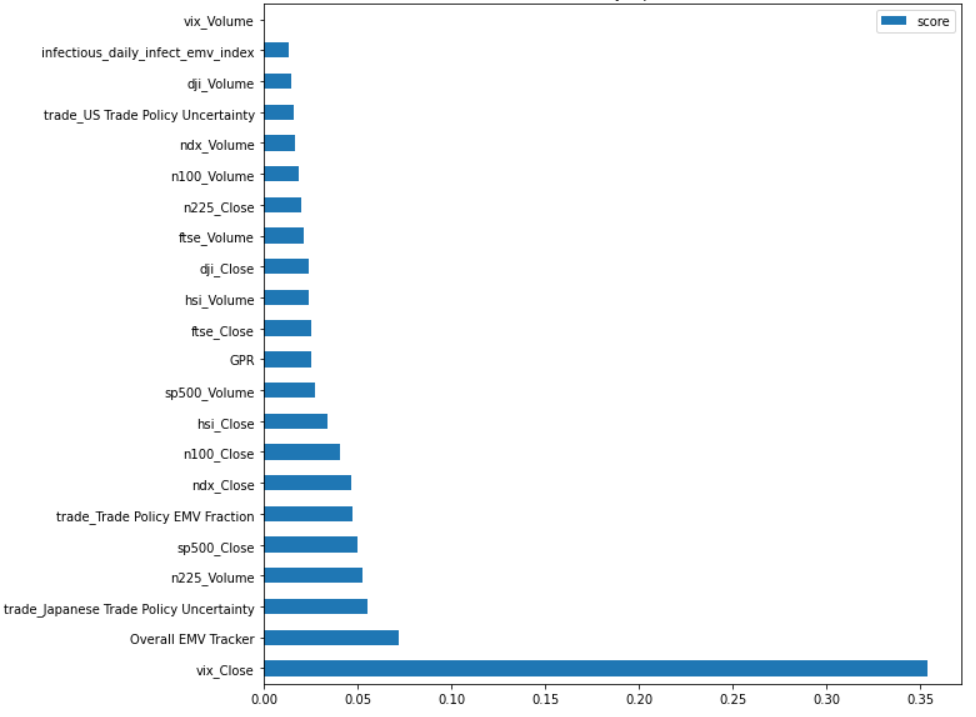 score
vix_Volume
infectious_daily_infect_emv_index
dji_Volume
trade_US Trade Policy Uncertainty
ndx_Volume
n100_Volume
n225_Close
ftse_Volume
dji_Close
hsi_Volume
ftse_Close
GPR
sp500_Volume
hsi_Close
n100_Close
ndx_Close
trade_Trade Policy EMV Fraction
sp500_Close
n225_Volume
trade_Japanese Trade Policy Uncertainty
Overall EMV Tracker
vix_Close
0.00 0.05 0.10 0.15 0.20 0.25 0.30 0.35